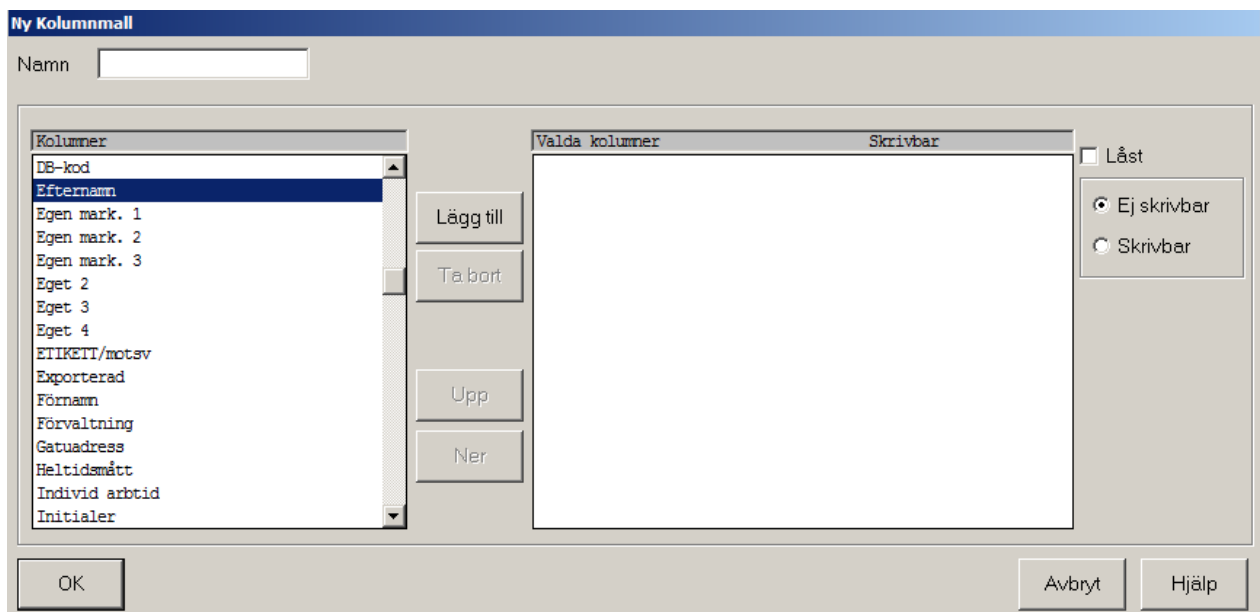 Ny Kolumnmall
Namn
Kolumner
DB-kod
Efternamn
Egen mark. 1
Egen mark. 2
Egen mark. 3
Eget 2
Eget 3
Eget 4
ETIKETT/motsv
Exporterad
Förnamn
Förvaltning
Gatuadress
Heltidsmått
Individ arbtid
Initialer
Lägg till
Ta bort
Upp
Ner
Valda kolumner Skrivbar
Låst
Ej skrivbar
Skrivbar
OK
Avbryt
Hjälp